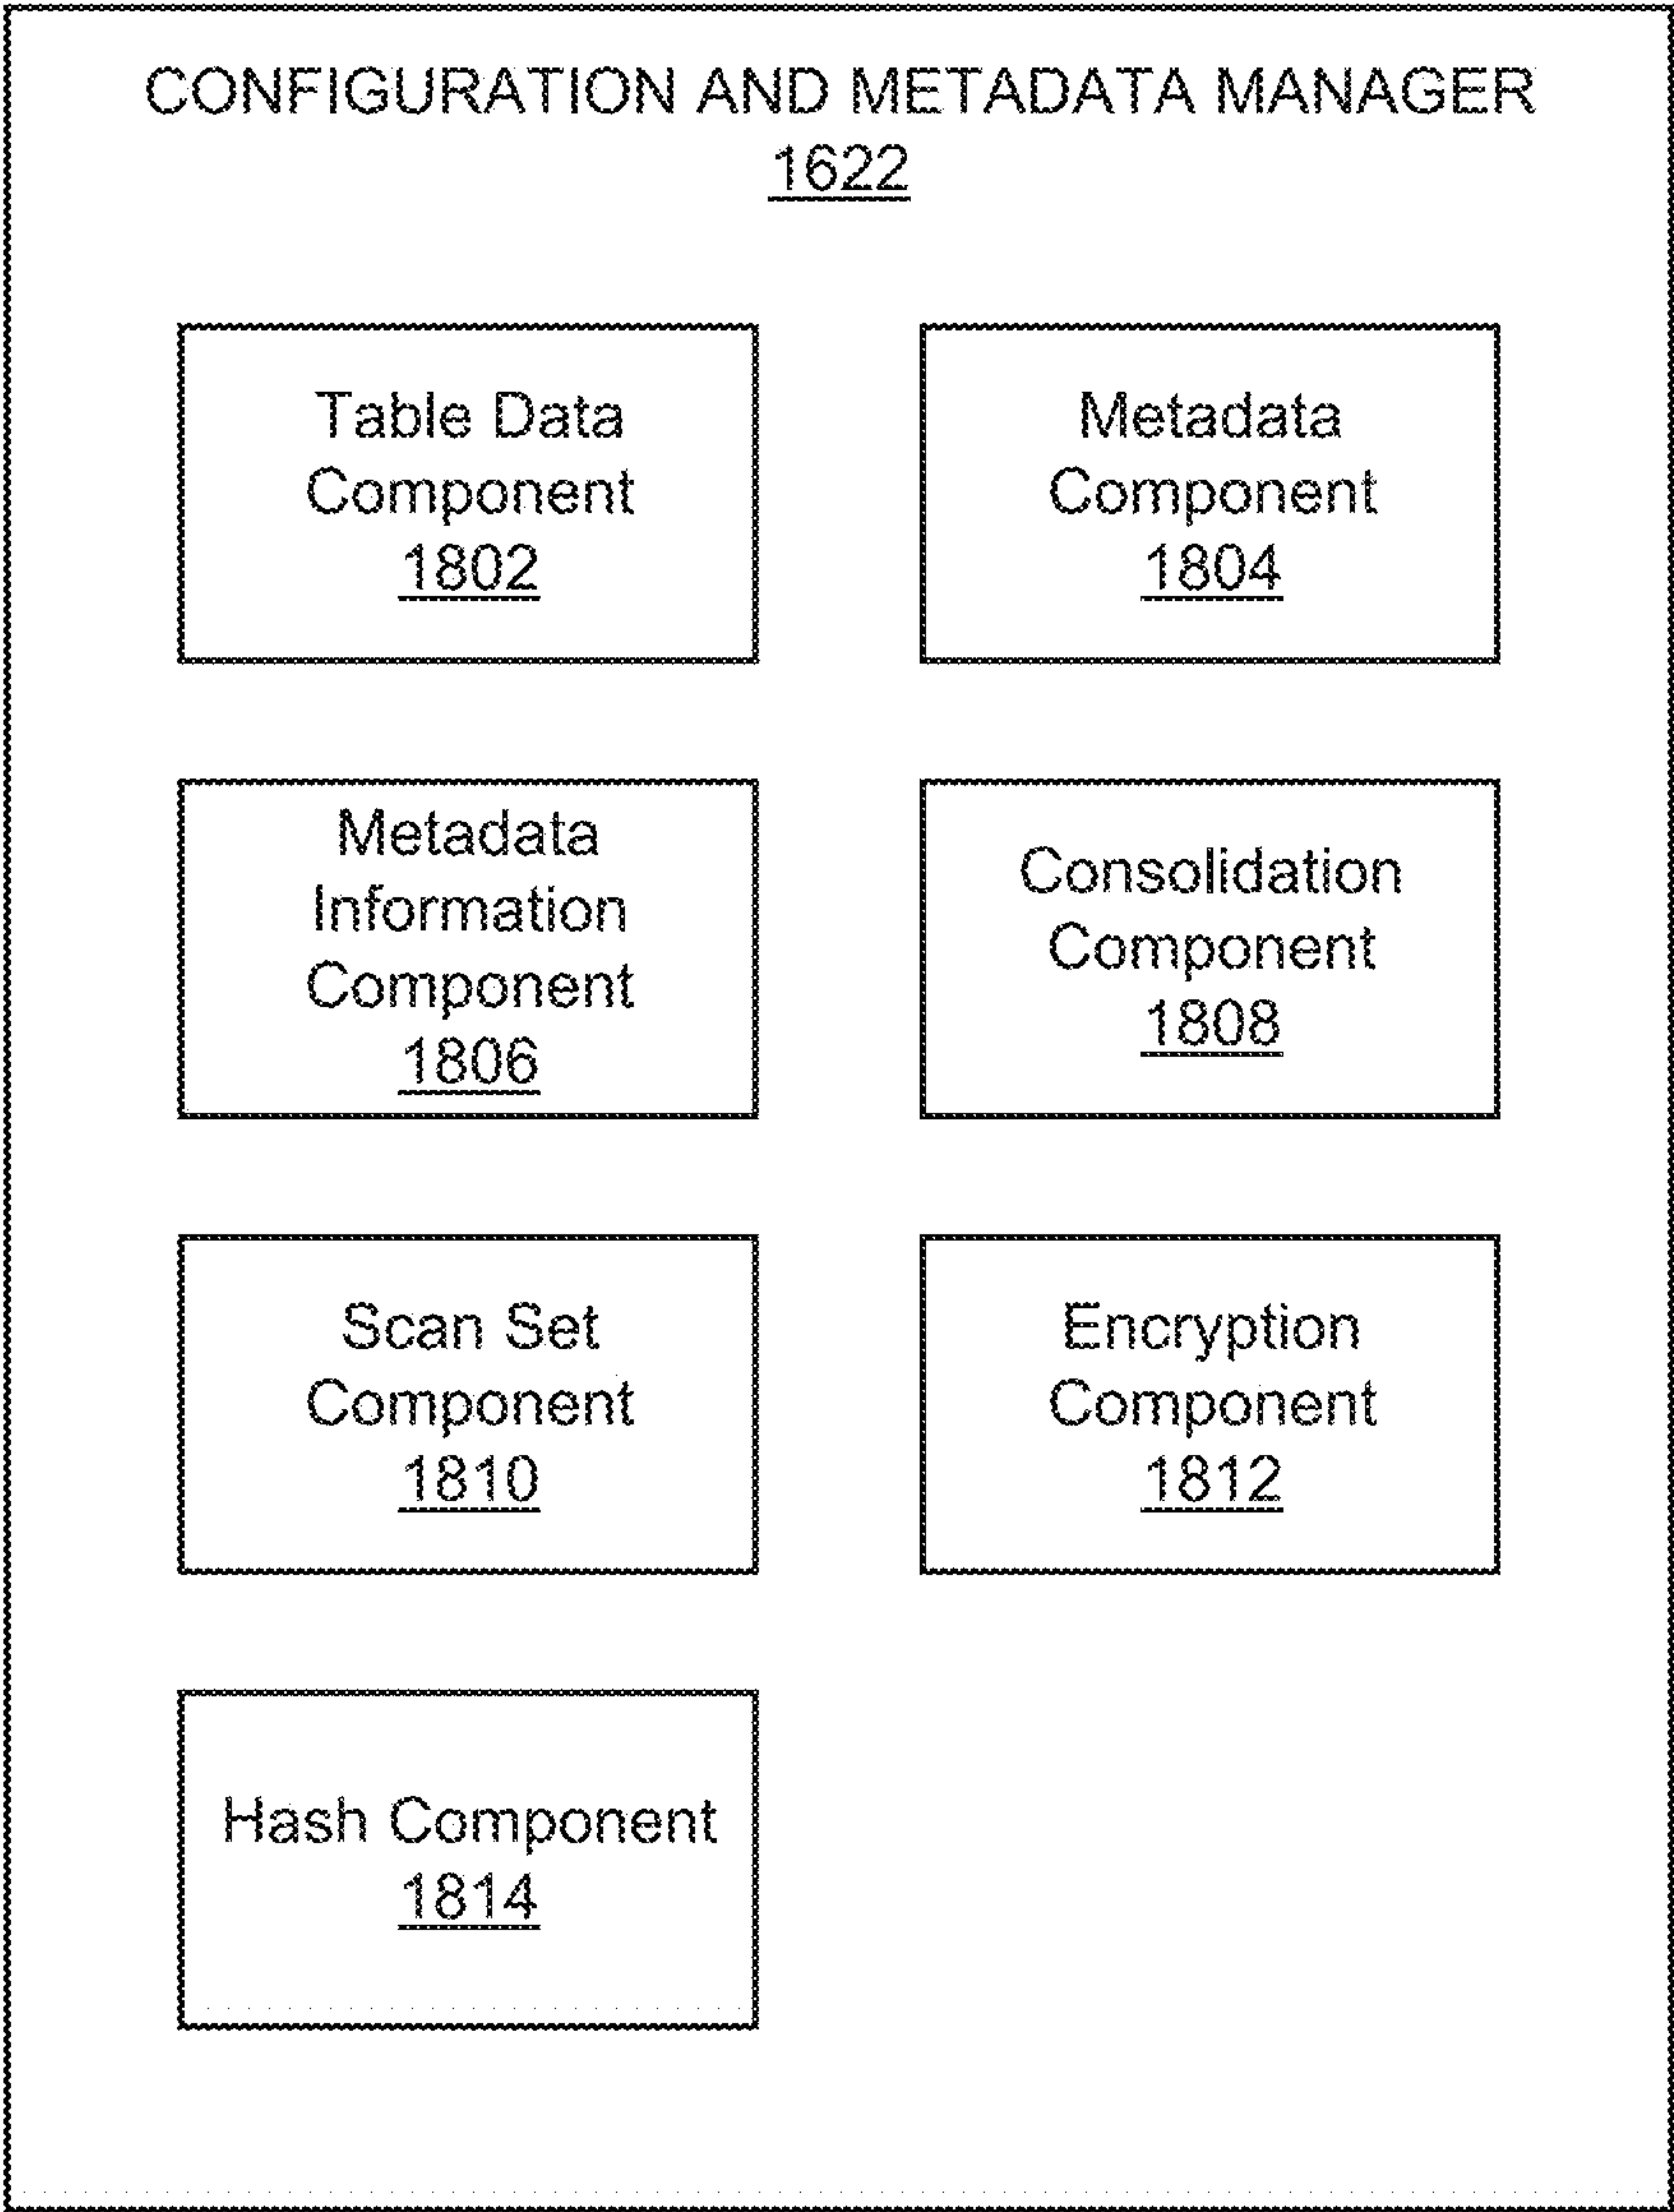 CONFIGURATION AND METADATA MANAGER
1622
Table Data
Component
1802
Metadata
Component
1804
Metadata
Information
Component
1806
Consolidation
Component
1808
Scan Set
Component
1810
Encryption
Component
1812
Hash Component
1814